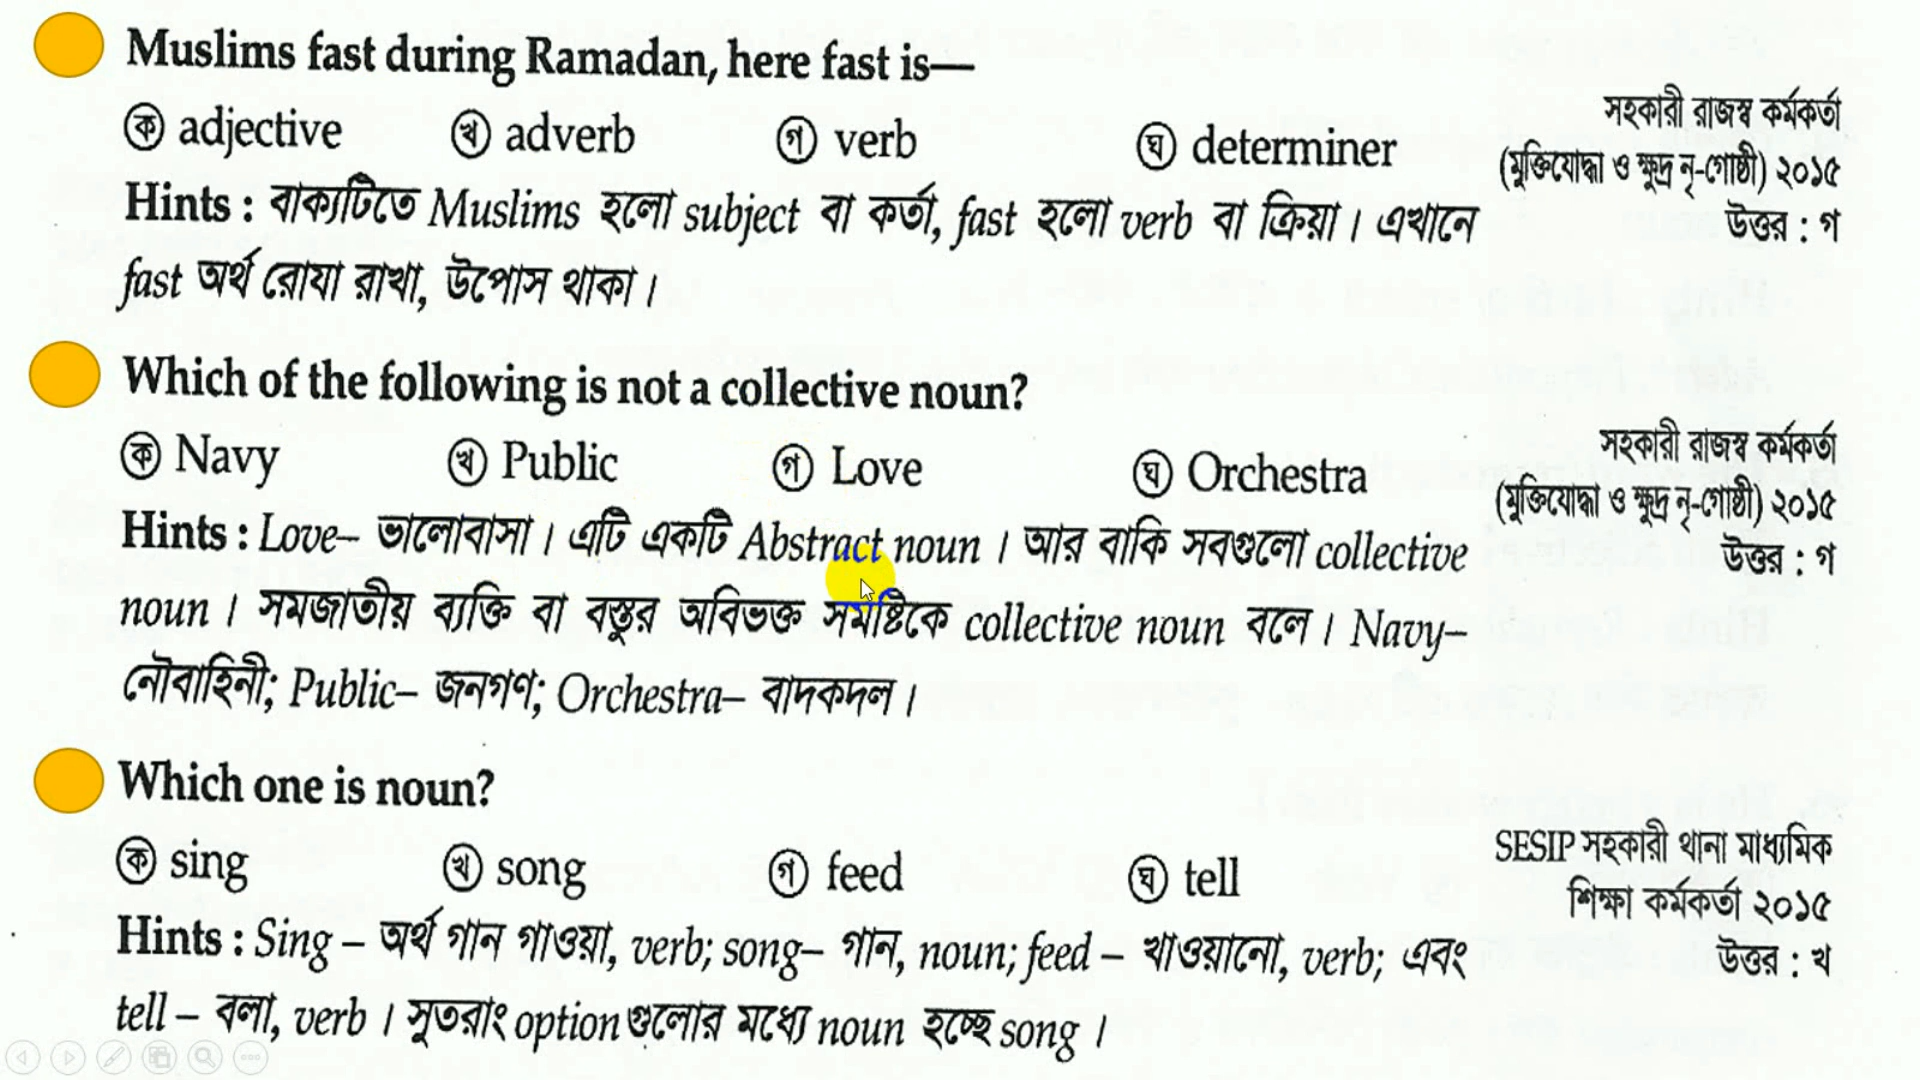 Muslims fast during Ramadan, here fast is—
ক adjective খ adverb গ verb ঘ determiner
সহকারী রাজস্ব কর্মকর্তা
(মুক্তিযোদ্ধা ও ক্ষুদ্র নৃ-গোষ্ঠী) ২০১৫
উত্তর : গ
Hints : বাক্যটিতে Muslims হলো subject বা কর্তা, fast হলো verb বা ক্রিয়া। এখানে
fast অর্থ রোযা রাখা, উপোস থাকা।
Which of the following is not a collective noun?
ক Navy খ Public গ Love ঘ Orchestra
সহকারী রাজস্ব কর্মকর্তা
(মুক্তিযোদ্ধা ও ক্ষুদ্র নৃ-গোষ্ঠী) ২০১৫
উত্তর : গ
Hints : Love– ভালোবাসা। এটি একটি Abstract noun । আর বাকি সবগুলো collective
noun । সমজাতীয় ব্যক্তি বা বস্তুর অবিভক্ত সমষ্টিকে collective noun বলে। Navy–
নৌবাহিনী; Public– জনগণ; Orchestra– বাদকদল।
Which one is noun?
ক sing খ song গ feed ঘ tell
SESIP সহকারী থানা মাধ্যমিক
শিক্ষা কর্মকর্তা ২০১৫
উত্তর : খ
Hints : Sing – অর্থ গান গাওয়া, verb; song– গান, noun; feed – খাওয়ানো, verb; এবং
tell – বলা, verb । সুতরাং option গুলোর মধ্যে noun হচ্ছে song ।